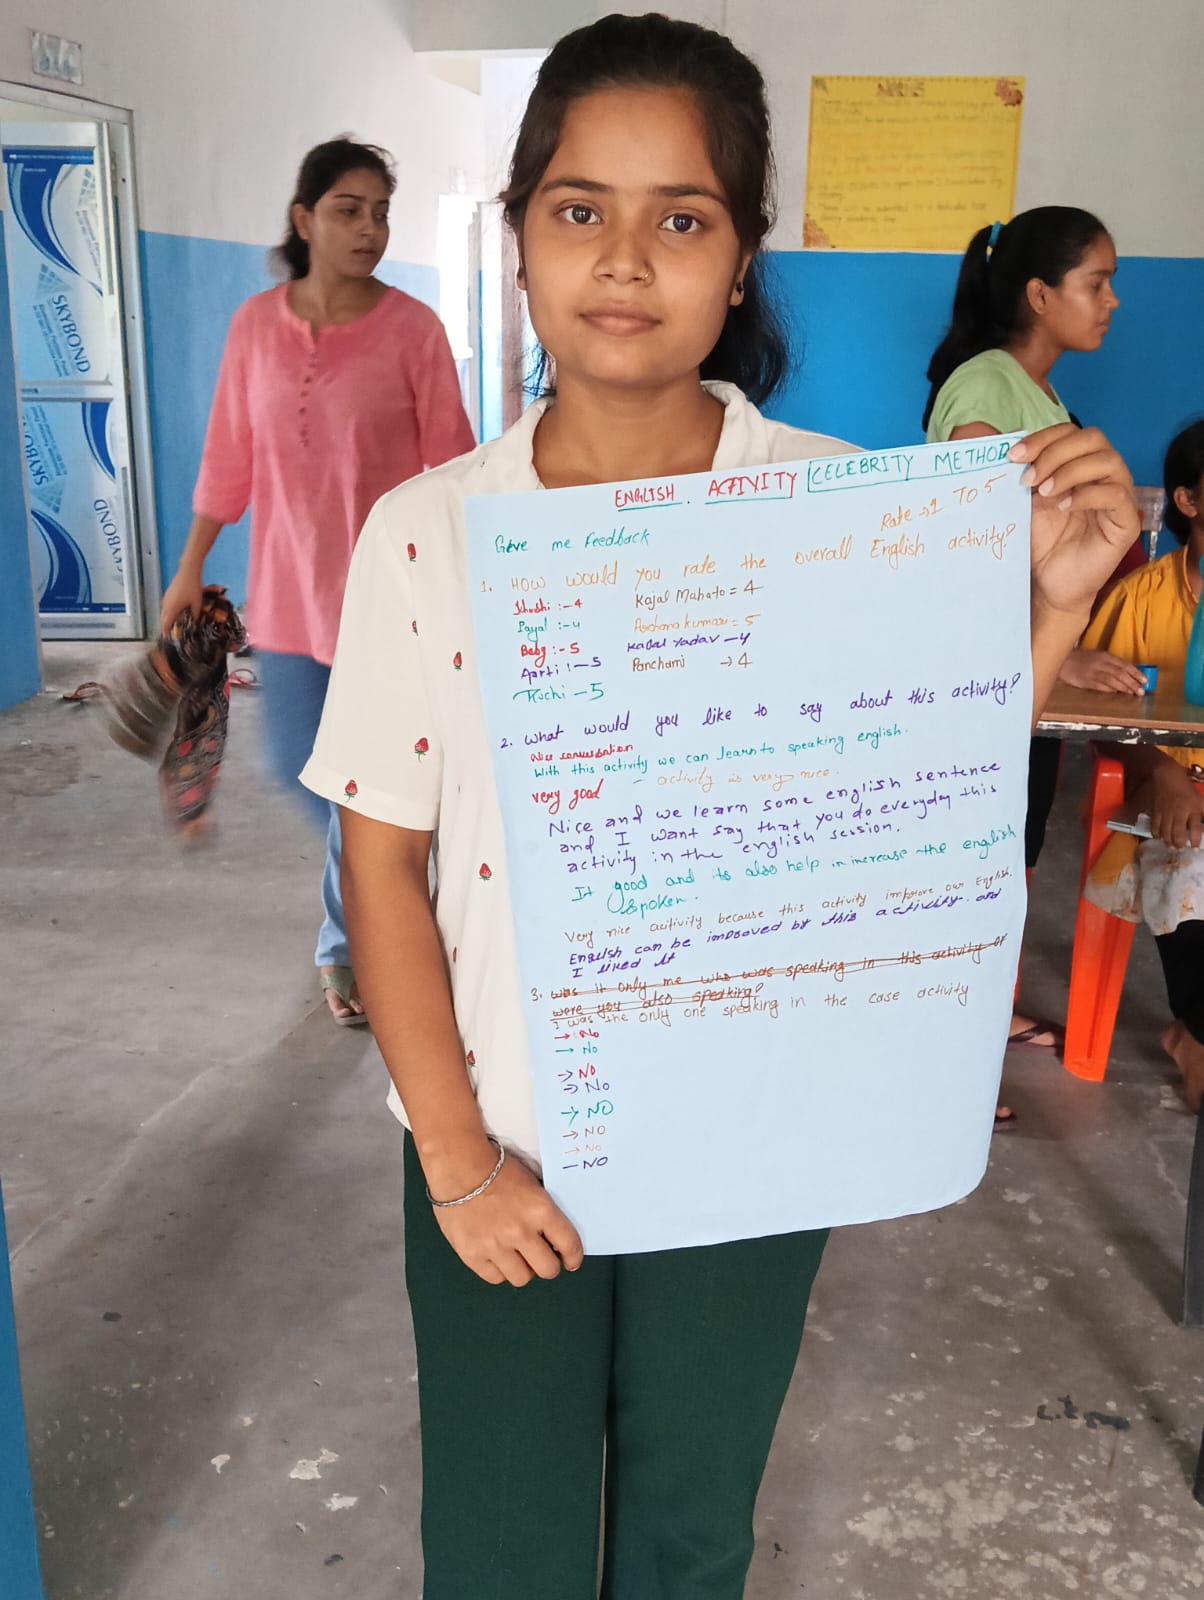 ENGLISH. ACTIVITY CELEBRITY METHOD
Rate → 1 TO 5
Give me Feedback
1. HOW would you rate the overall English activity?
Khushi :- 4
Payal :- 4
Baby :- 5
Aarti :- 5
Ruchi - 5
Kajal Mahato = 4
Archana kumari = 5
Kajal Yadav - 4
Panchami → 4
2. What would you like to say about this activity?
Nice conversation
With this activity we can learn to speaking english.
very good - activity is very nice.
Nice and we learn some english sentence
and I want say that you do everyday this
activity in the english session.
It good and its also help in increase the english
spoken.
Very nice activity because this activity improve our English.
English can be improved by this activity. and
I liked it
3. was it only me who was speaking in this activity or
were you also speaking?
I was the only one speaking in the case activity
→ No
→ No
→ NO
→ No
→ NO
→ NO
→ NO
- NO
SKYBOND
SKYBOND
SKYBOND